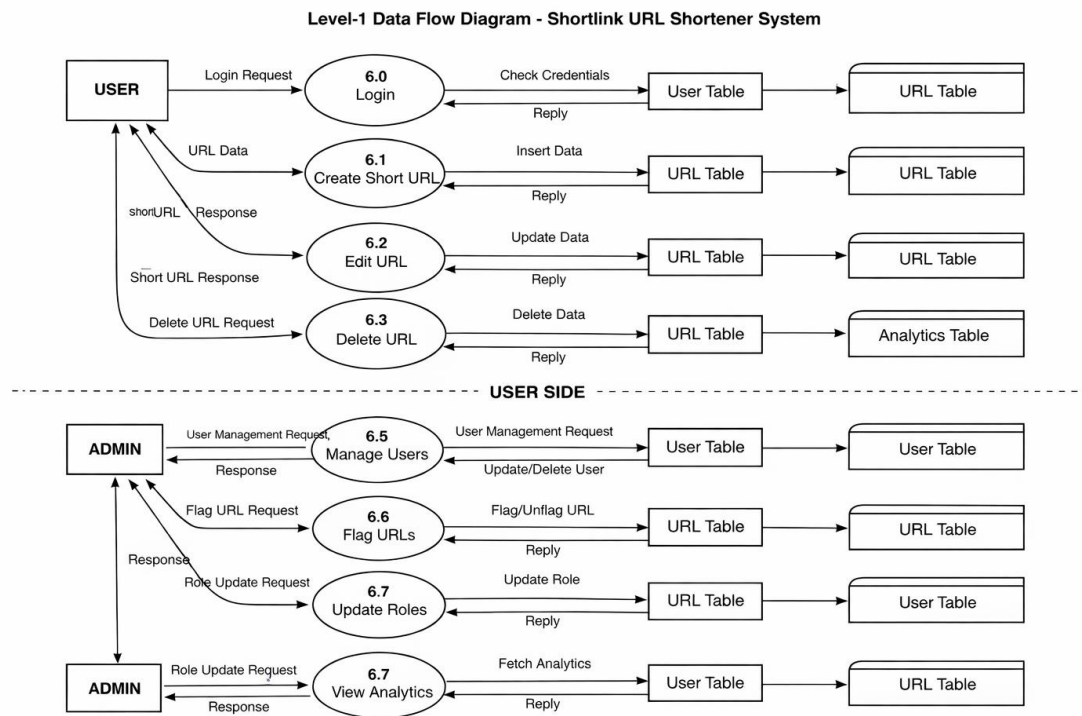 Level-1 Data Flow Diagram - Shortlink URL Shortener System
USER
Login Request
6.0
Login
Check Credentials
Reply
User Table
URL Table
URL Data
6.1
Create Short URL
Insert Data
Reply
URL Table
URL Table
shortURL Response
6.2
Edit URL
Update Data
Reply
URL Table
URL Table
Short URL Response
Delete URL Request
6.3
Delete URL
Delete Data
Reply
URL Table
Analytics Table
USER SIDE
ADMIN
User Management Request,
Response
6.5
Manage Users
User Management Request
Update/Delete User
User Table
User Table
Flag URL Request
6.6
Flag URLs
Flag/Unflag URL
Reply
URL Table
URL Table
Response
Role Update Request
6.7
Update Roles
Update Role
Reply
URL Table
User Table
ADMIN
Role Update Request
Response
6.7
View Analytics
Fetch Analytics
Reply
User Table
URL Table